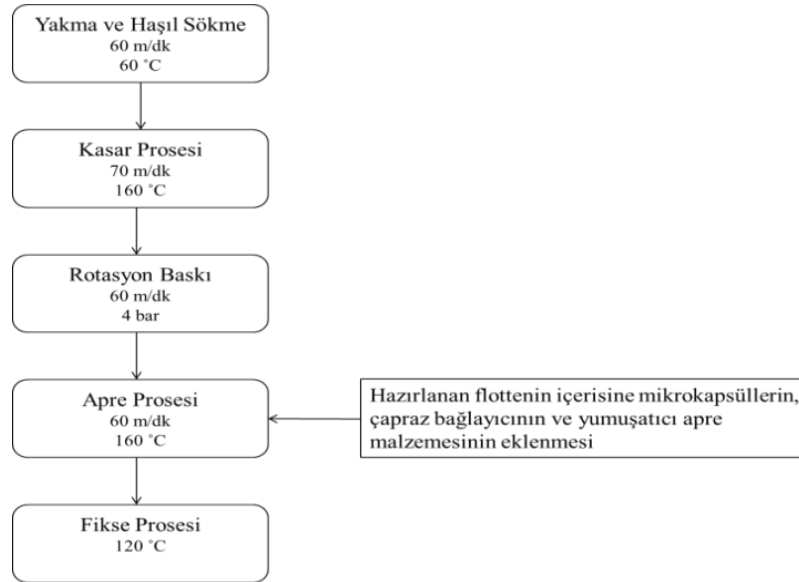 Yakma ve Haşıl Sökme
60 m/dk
60 ˚C
Kasar Prosesi
70 m/dk
160 ˚C
Rotasyon Baskı
60 m/dk
4 bar
Apre Prosesi
60 m/dk
160 ˚C
Hazırlanan flottenin içerisine mikrokapsüllerin,
çapraz bağlayıcının ve yumuşatıcı apre
malzemesinin eklenmesi
Fikse Prosesi
120 ˚C